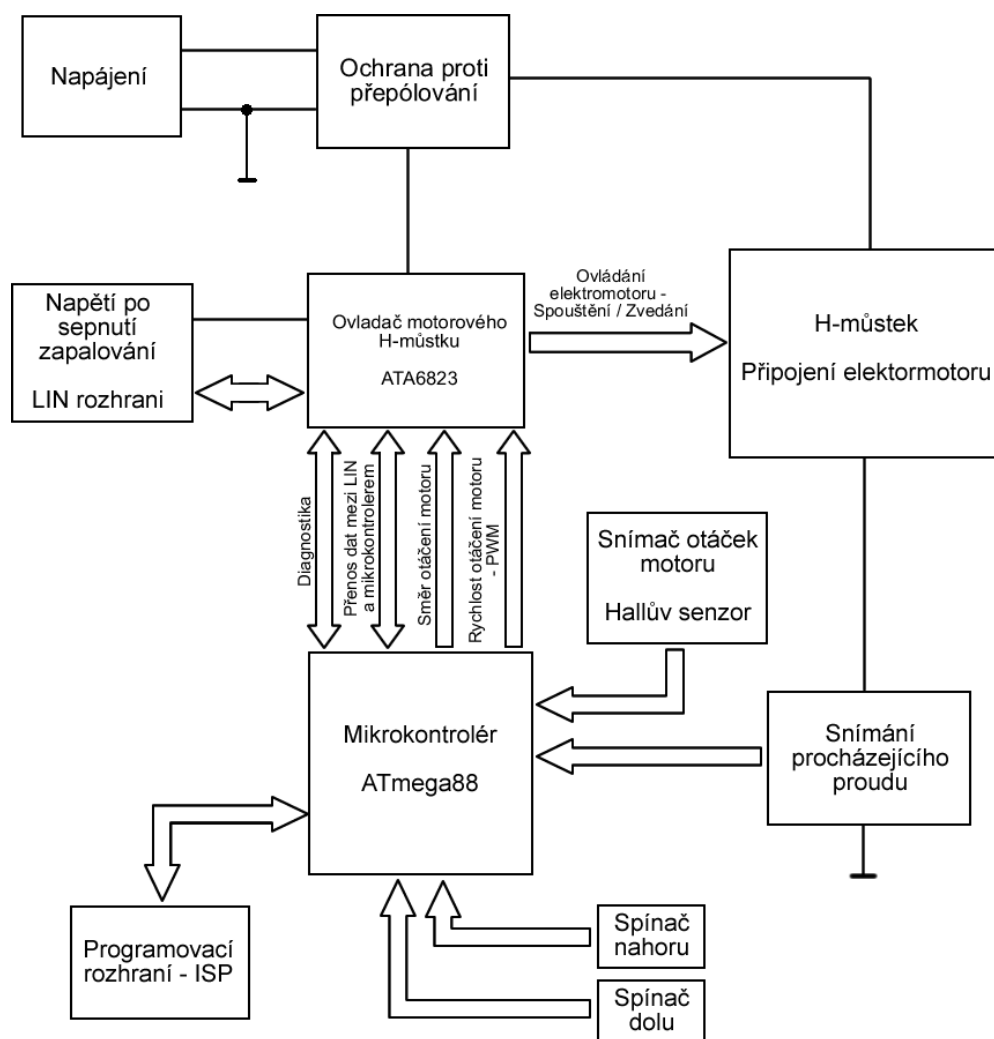 Napájení
Ochrana proti
přepólování
Napětí po
sepnutí
zapalování
LIN rozhrani
Ovladač motorového
H-můstku
ATA6823
Ovládání
elektromotoru -
Spouštění / Zvedání
H-můstek
Připojení elektormotoru
Diagnostika
Přenos dat mezi LIN
a mikrokontrolerem
Směr otáčení motoru
Rychlost otáčení motoru
- PWM
Snímač otáček
motoru
Hallův senzor
Mikrokontrolér
ATmega88
Snímání
procházejícího
proudu
Programovací
rozhraní - ISP
Spínač
nahoru
Spínač
dolu